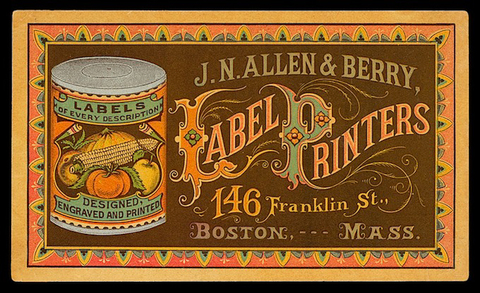 LABELS
OF EVERY DESCRIPTION
DESIGNED,
ENGRAVED AND PRINTED
J. N. ALLEN & BERRY,
LABEL PRINTERS
146 Franklin St.,
BOSTON, --- MASS.